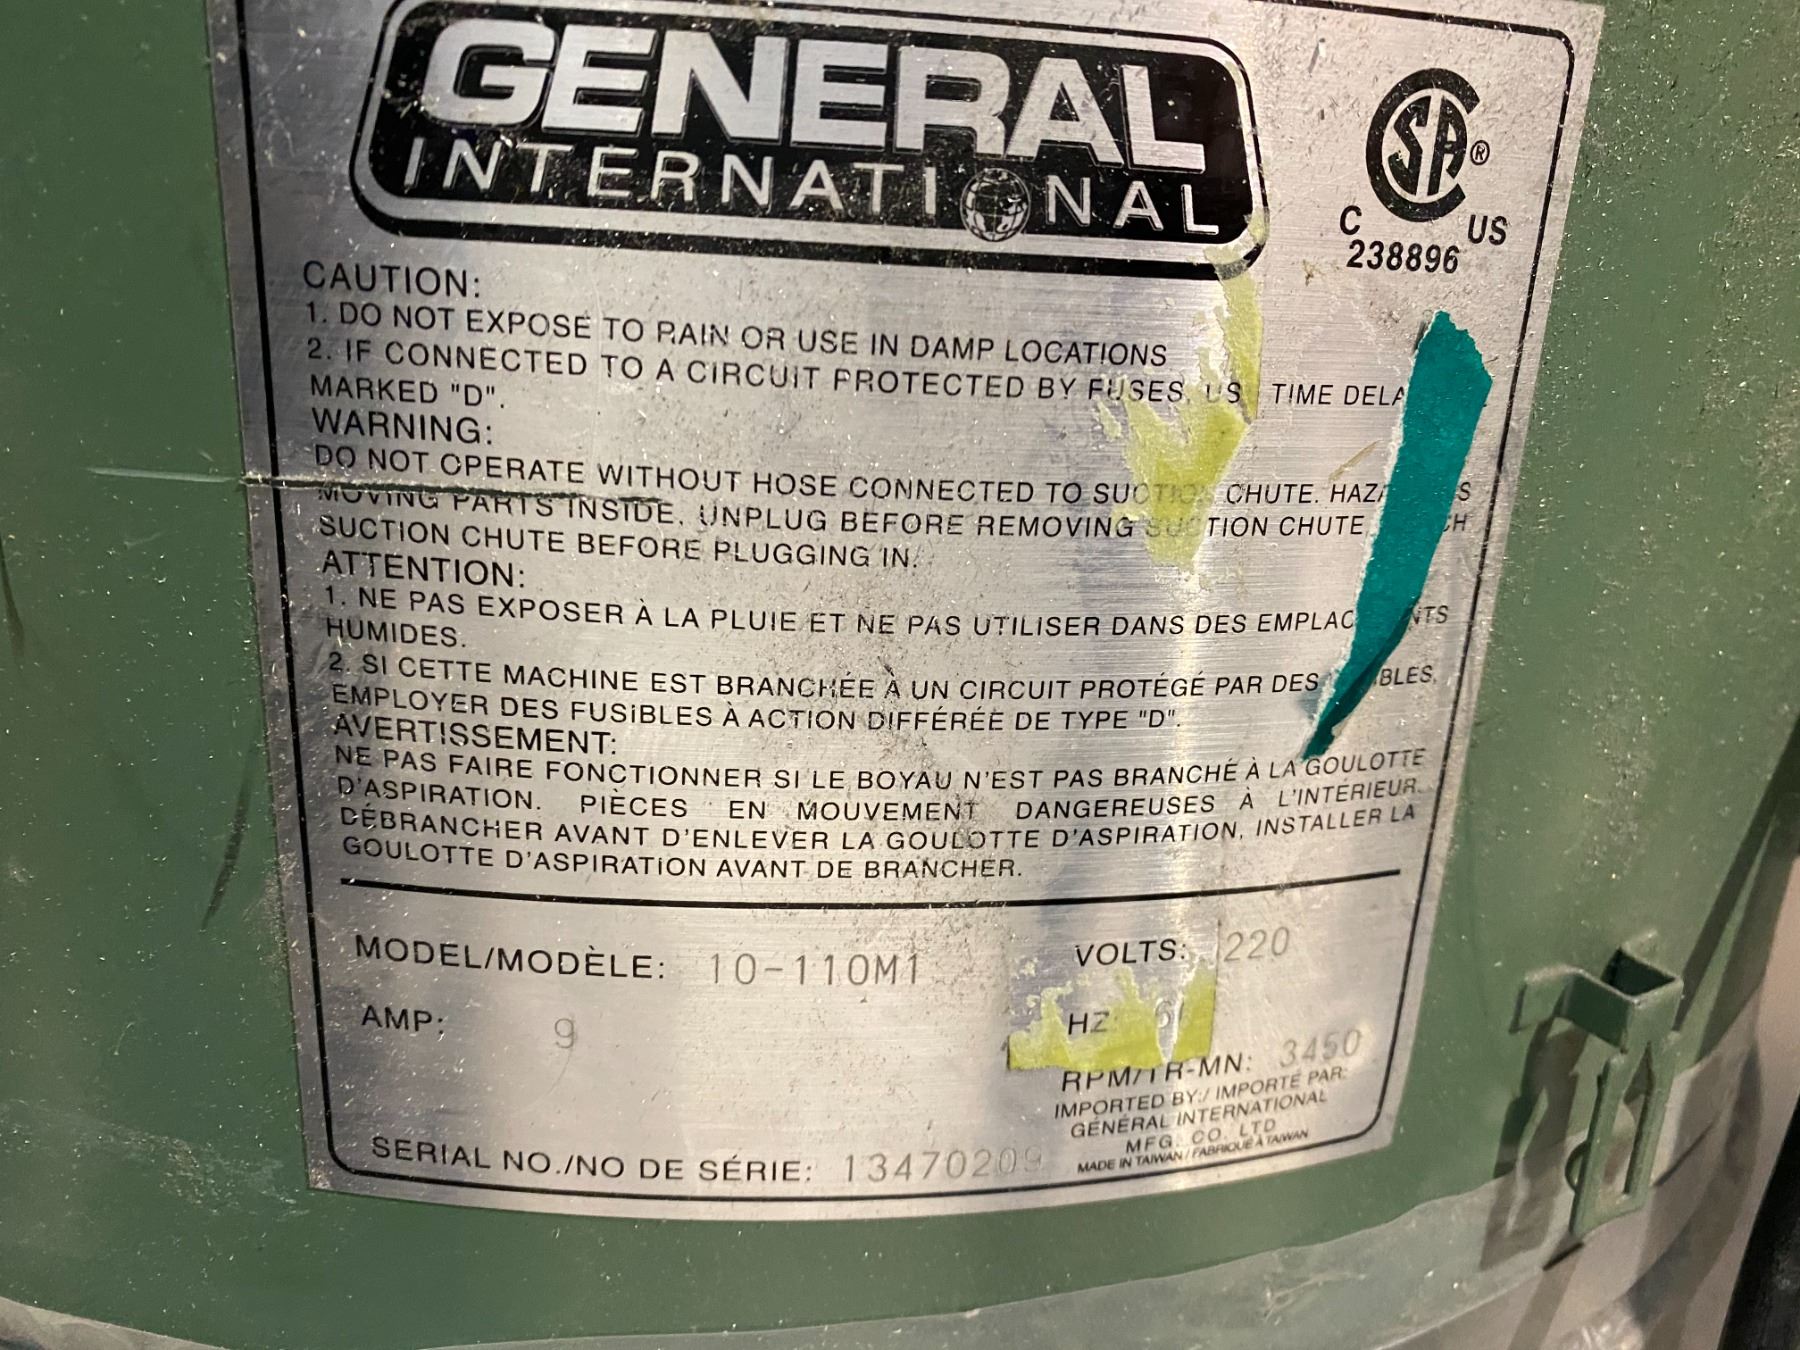 GENERAL
INTERNATIONAL
CSA ®
C US
238896
CAUTION:
1. DO NOT EXPOSE TO RAIN OR USE IN DAMP LOCATIONS
2. IF CONNECTED TO A CIRCUIT PROTECTED BY FUSES, TIME
MARKED "D".
WARNING:
DO NOT OPERATE WITHOUT HOSE CONNECTED TO SUCTION CHUTE.
MOVING PARTS INSIDE. UNPLUG BEFORE REMOVING SUCTION CHUTE,
SUCTION CHUTE BEFORE PLUGGING IN.
ATTENTION:
1. NE PAS EXPOSER À LA PLUIE ET NE PAS UTILISER DANS DES
HUMIDES.
2. SI CETTE MACHINE EST BRANCHÉE À UN CIRCUIT PROTÉGÉ PAR DES
EMPLOYER DES FUSIBLES À ACTION DIFFÉRÉE DE TYPE "D".
AVERTISSEMENT:
NE PAS FAIRE FONCTIONNER SI LE BOYAU N'EST PAS BRANCHÉ À LA GOULOTTE
D'ASPIRATION. PIÈCES EN MOUVEMENT DANGEREUSES À L'INTÉRIEUR.
DÉBRANCHER AVANT D'ENLEVER LA GOULOTTE D'ASPIRATION, INSTALLER LA
GOULOTTE D'ASPIRATION AVANT DE BRANCHER.
MODEL/MODÈLE: 10-110M1 VOLTS: 220
AMP: 9 HZ
RPM/TR-MN: 3450
IMPORTED BY:/ IMPORTÉ PAR:
GENERAL INTERNATIONAL
MFG. CO. LTD
SERIAL NO./NO DE SÉRIE: 13470209 MADE IN TAIWAN / FABRIQUÉ À TAIWAN